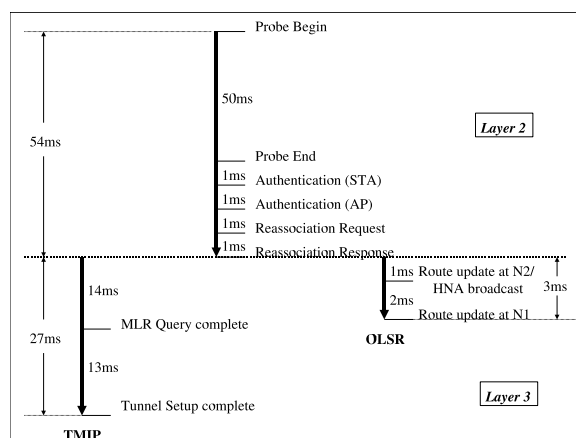 Probe Begin
50ms
Layer 2
54ms
Probe End
1ms
Authentication (STA)
1ms
Authentication (AP)
1ms
Reassociation Request
1ms
Reassociation Response
1ms
Route update at N2/
HNA broadcast
3ms
14ms
2ms
MLR Query complete
Route update at N1
27ms
OLSR
13ms
Layer 3
Tunnel Setup complete
TMIP